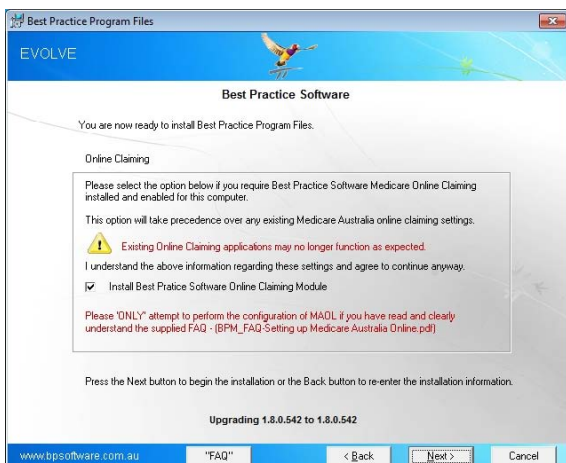 Best Practice Program Files
EVOLVE
Best Practice Software
You are now ready to install Best Practice Program Files.
Online Claiming
Please select the option below if you require Best Practice Software Medicare Online Claiming
installed and enabled for this computer.
This option will take precedence over any existing Medicare Australia online claiming settings.
Existing Online Claiming applications may no longer function as expected.
I understand the above information regarding these settings and agree to continue anyway.
Install Best Pratice Software Online Claiming Module
Please 'ONLY' attempt to perform the configuration of MAOL if you have read and clearly
understand the supplied FAQ - (BPM_FAQ-Setting up Medicare Australia Online.pdf)
Press the Next button to begin the installation or the Back button to re-enter the installation information.
Upgrading 1.8.0.542 to 1.8.0.542
www.bpsoftware.com.au "FAQ" < Back Next > Cancel